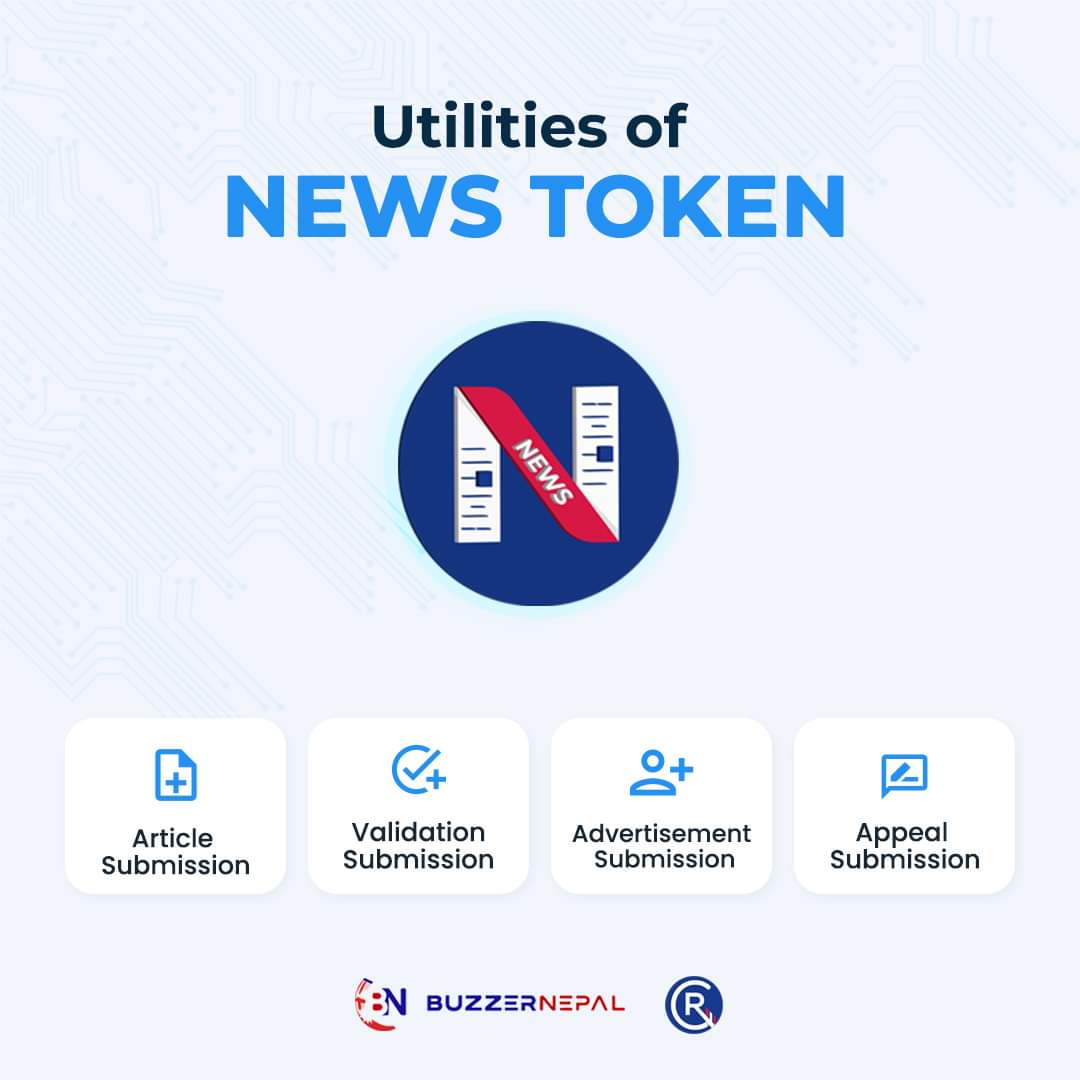 Utilities of
NEWS TOKEN
NEWS
Article
Submission
Validation
Submission
Advertisement
Submission
Appeal
Submission
BN BUZZERNEPAL
R